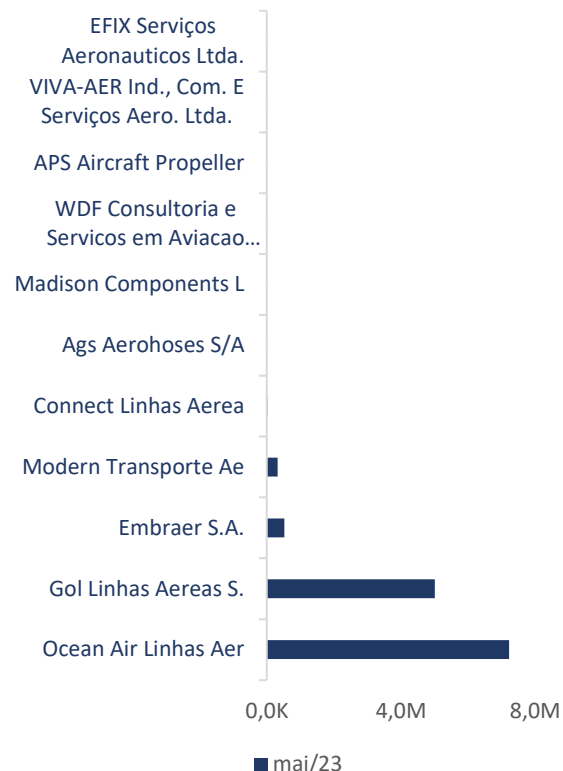 EFIX Serviços
Aeronauticos Ltda.
VIVA-AER Ind., Com. E
Serviços Aero. Ltda.
APS Aircraft Propeller
WDF Consultoria e
Servicos em Aviacao...
Madison Components L
Ags Aerohoses S/A
Connect Linhas Aerea
Modern Transporte Ae
Embraer S.A.
Gol Linhas Aereas S.
Ocean Air Linhas Aer
0,0K 4,0M 8,0M
mai/23